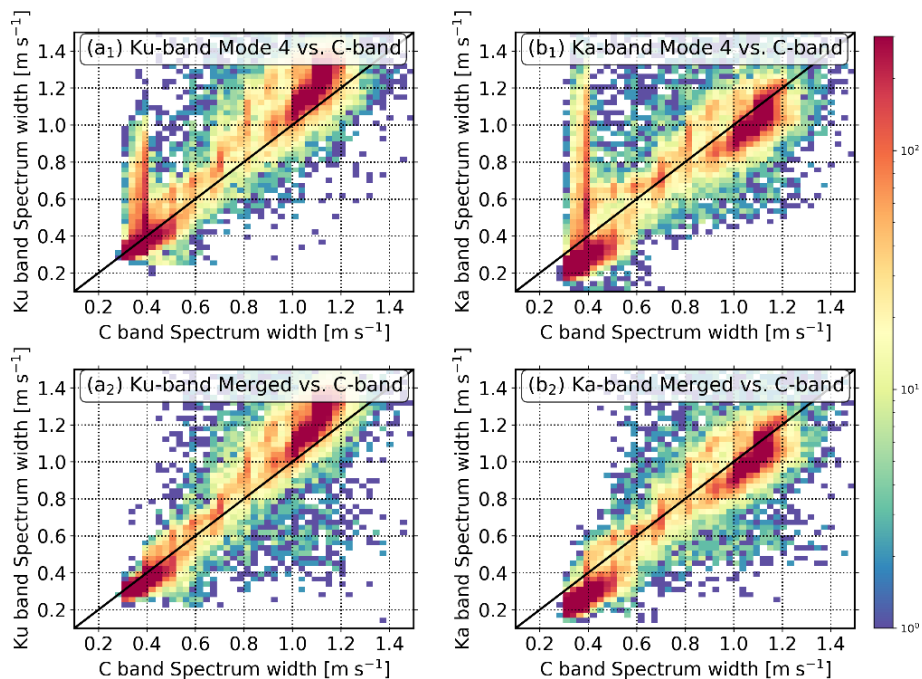 (a₁) Ku-band Mode 4 vs. C-band
Ku band Spectrum width [m s⁻¹]
1.4
1.2
1.0
0.8
0.6
0.4
0.2
0.2 0.4 0.6 0.8 1.0 1.2 1.4
C band Spectrum width [m s⁻¹]
(b₁) Ka-band Mode 4 vs. C-band
Ka band Spectrum width [m s⁻¹]
1.4
1.2
1.0
0.8
0.6
0.4
0.2
0.2 0.4 0.6 0.8 1.0 1.2 1.4
C band Spectrum width [m s⁻¹]
(a₂) Ku-band Merged vs. C-band
Ku band Spectrum width [m s⁻¹]
1.4
1.2
1.0
0.8
0.6
0.4
0.2
0.2 0.4 0.6 0.8 1.0 1.2 1.4
C band Spectrum width [m s⁻¹]
(b₂) Ka-band Merged vs. C-band
Ka band Spectrum width [m s⁻¹]
1.4
1.2
1.0
0.8
0.6
0.4
0.2
0.2 0.4 0.6 0.8 1.0 1.2 1.4
C band Spectrum width [m s⁻¹]
10²
10¹
10⁰